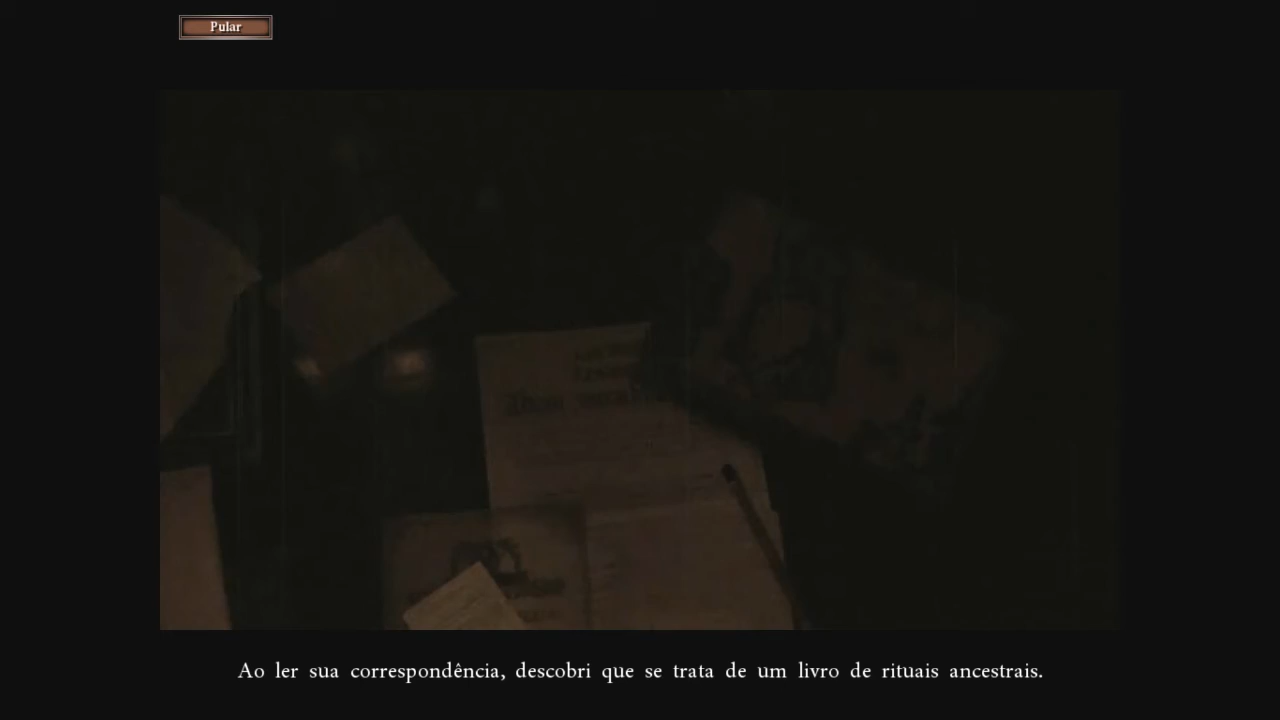 Pular
Ao ler sua correspondência, descobri que se trata de um livro de rituais ancestrais.